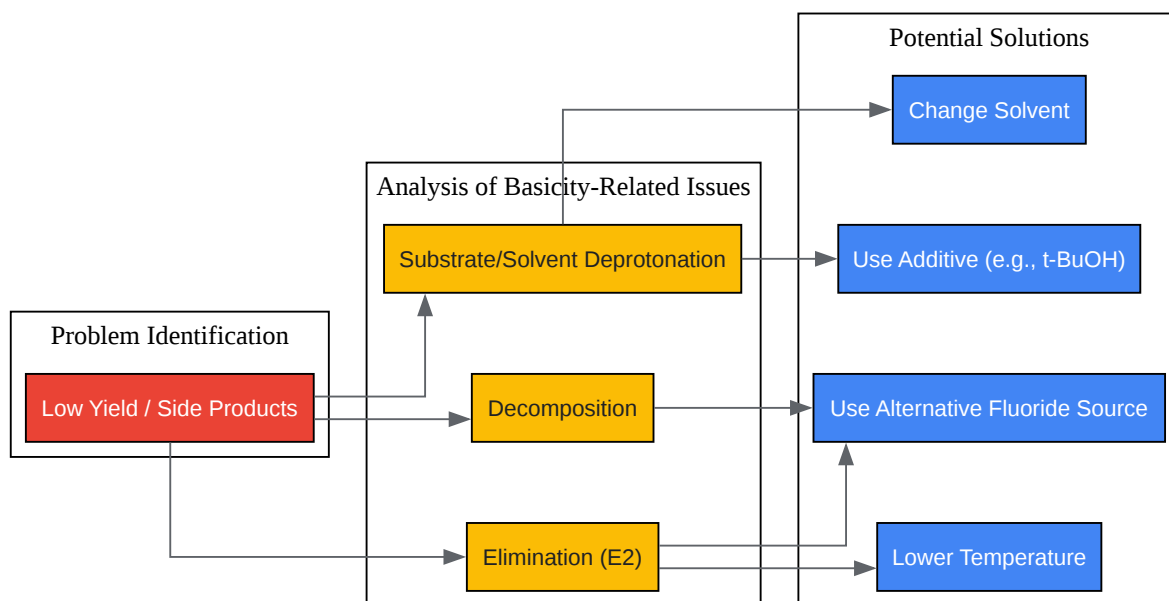 Potential Solutions
Change Solvent
Analysis of Basicity-Related Issues
Substrate/Solvent Deprotonation
Use Additive (e.g., t-BuOH)
Problem Identification
Low Yield / Side Products
Decomposition
Use Alternative Fluoride Source
Elimination (E2)
Lower Temperature